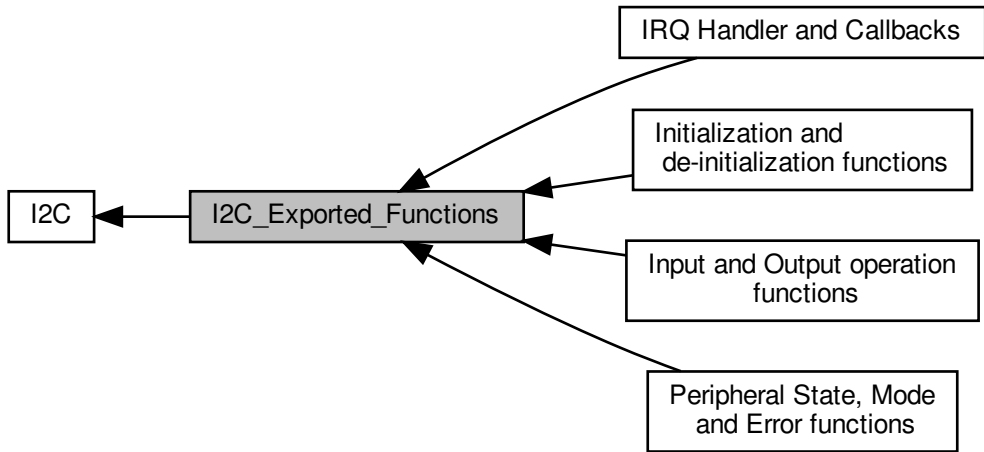 IRQ Handler and Callbacks
Initialization and
de-initialization functions
I2C
I2C_Exported_Functions
Input and Output operation
functions
Peripheral State, Mode
and Error functions